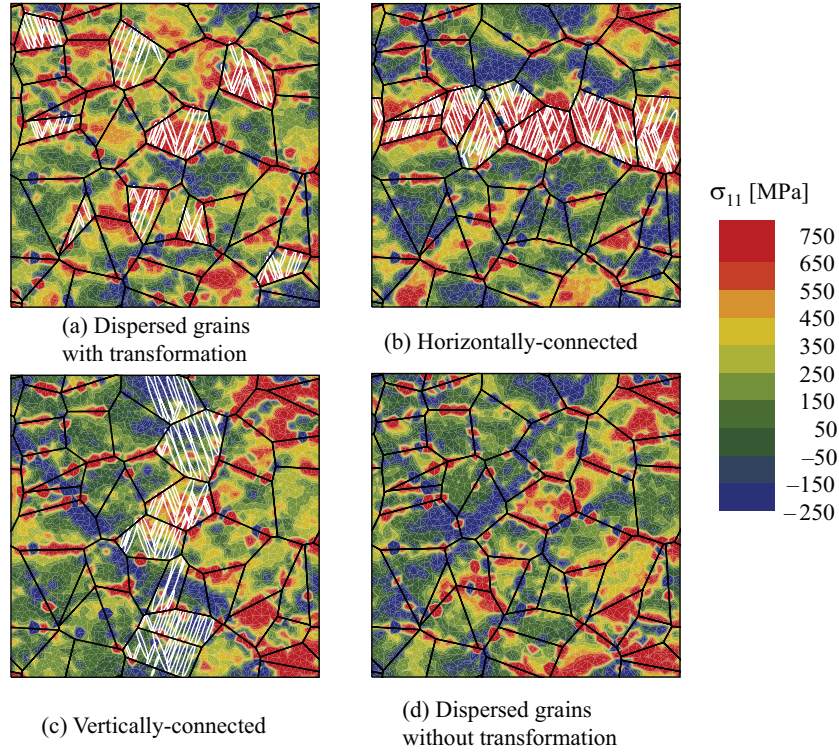 σ11 [MPa]
750
650
550
450
350
250
150
50
–50
–150
–250
(a) Dispersed grains
with transformation
(b) Horizontally-connected
(c) Vertically-connected
(d) Dispersed grains
without transformation